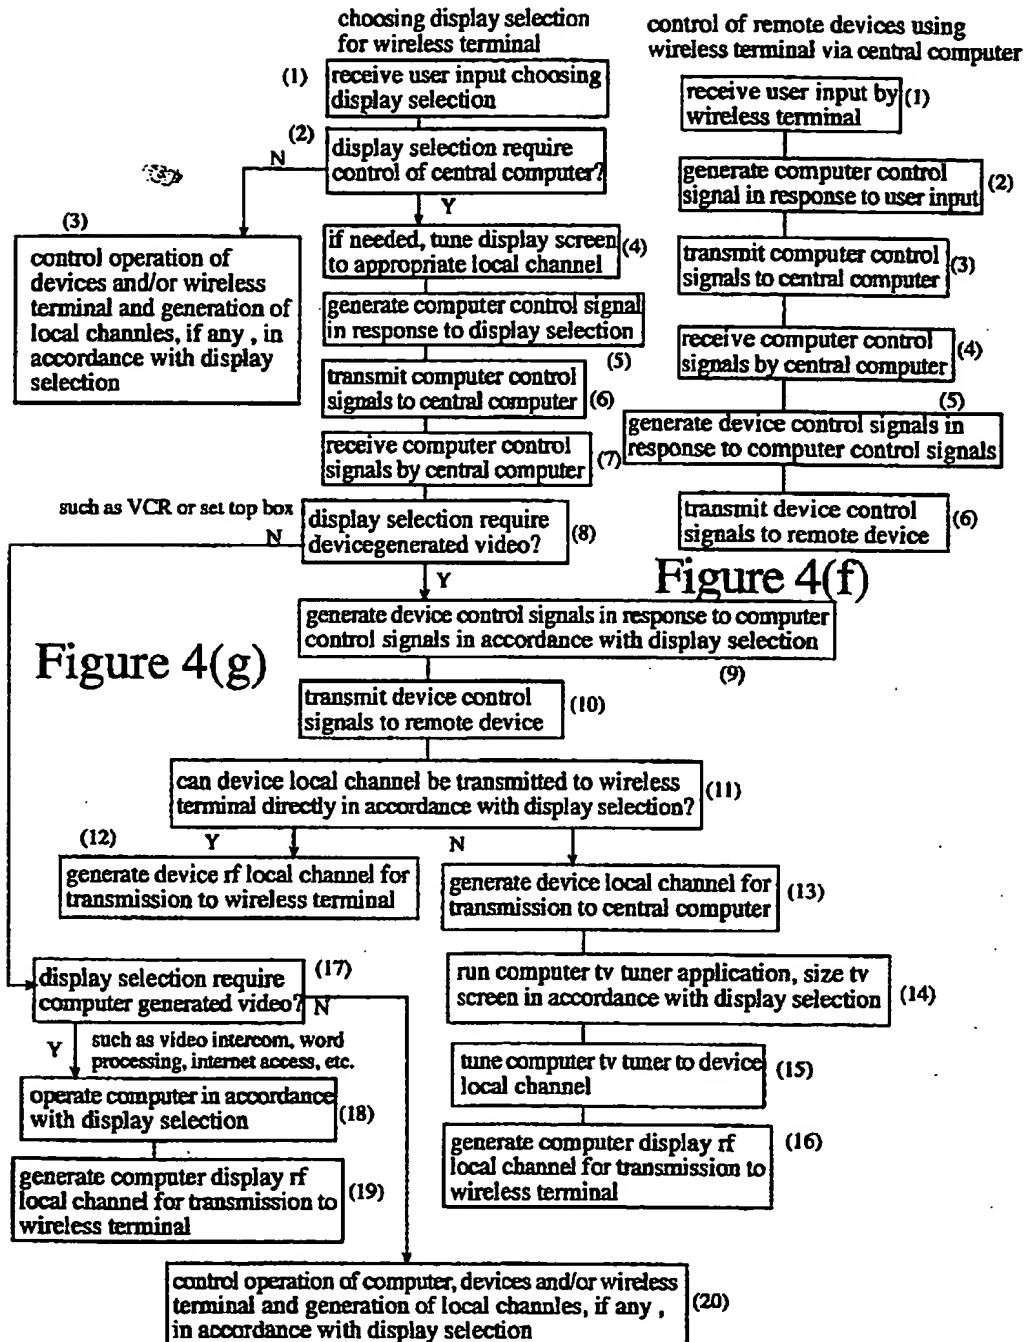 choosing display selection
for wireless terminal
(1)
receive user input choosing
display selection
(2)
display selection require
control of central computer?
N
Y
(3)
control operation of
devices and/or wireless
terminal and generation of
local channles, if any , in
accordance with display
selection
if needed, tune display screen
to appropriate local channel
(4)
generate computer control signal
in response to display selection
(5)
transmit computer control
signals to central computer
(6)
receive computer control
signals by central computer
(7)
such as VCR or set top box
N
display selection require
devicegenerated video?
(8)
Y
generate device control signals in response to computer
control signals in accordance with display selection
(9)
Figure 4(g)
transmit device control
signals to remote device
(10)
can device local channel be transmitted to wireless
terminal directly in accordance with display selection?
(11)
(12)
Y
N
generate device rf local channel for
transmission to wireless terminal
generate device local channel for
transmission to central computer
(13)
run computer tv tuner application, size tv
screen in accordance with display selection
(14)
tune computer tv tuner to device
local channel
(15)
generate computer display rf
local channel for transmission to
wireless terminal
(16)
display selection require
computer generated video?
(17)
N
Y
such as video intercom, word
processing, internet access, etc.
operate computer in accordance
with display selection
(18)
generate computer display rf
local channel for transmission to
wireless terminal
(19)
control operation of computer, devices and/or wireless
terminal and generation of local channles, if any ,
in accordance with display selection
(20)
control of remote devices using
wireless terminal via central computer
receive user input by
wireless terminal
(1)
generate computer control
signal in response to user input
(2)
transmit computer control
signals to central computer
(3)
receive computer control
signals by central computer
(4)
(5)
generate device control signals in
response to computer control signals
transmit device control
signals to remote device
(6)
Figure 4(f)